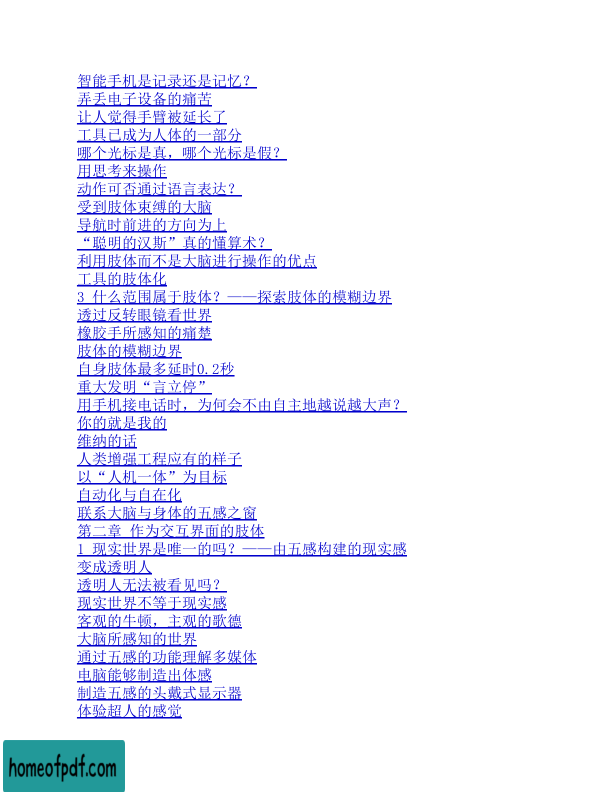 智能手机是记录还是记忆？
弄丢电子设备的痛苦
让人觉得手臂被延长了
工具已成为人体的一部分
哪个光标是真，哪个光标是假？
用思考来操作
动作可否通过语言表达？
受到肢体束缚的大脑
导航时前进的方向为上
“聪明的汉斯”真的懂算术？
利用肢体而不是大脑进行操作的优点
工具的肢体化
3 什么范围属于肢体？——探索肢体的模糊边界
透过反转眼镜看世界
橡胶手所感知的痛楚
肢体的模糊边界
自身肢体最多延时0.2秒
重大发明“言立停”
用手机接电话时，为何会不由自主地越说越大声？
你的就是我的
维纳的话
人类增强工程应有的样子
以“人机一体”为目标
自动化与自在化
联系大脑与身体的五感之窗
第二章 作为交互界面的肢体
1 现实世界是唯一的吗？——由五感构建的现实感
变成透明人
透明人无法被看见吗？
现实世界不等于现实感
客观的牛顿，主观的歌德
大脑所感知的世界
通过五感的功能理解多媒体
电脑能够制造出体感
制造五感的头戴式显示器
体验超人的感觉
homeofpdf.com